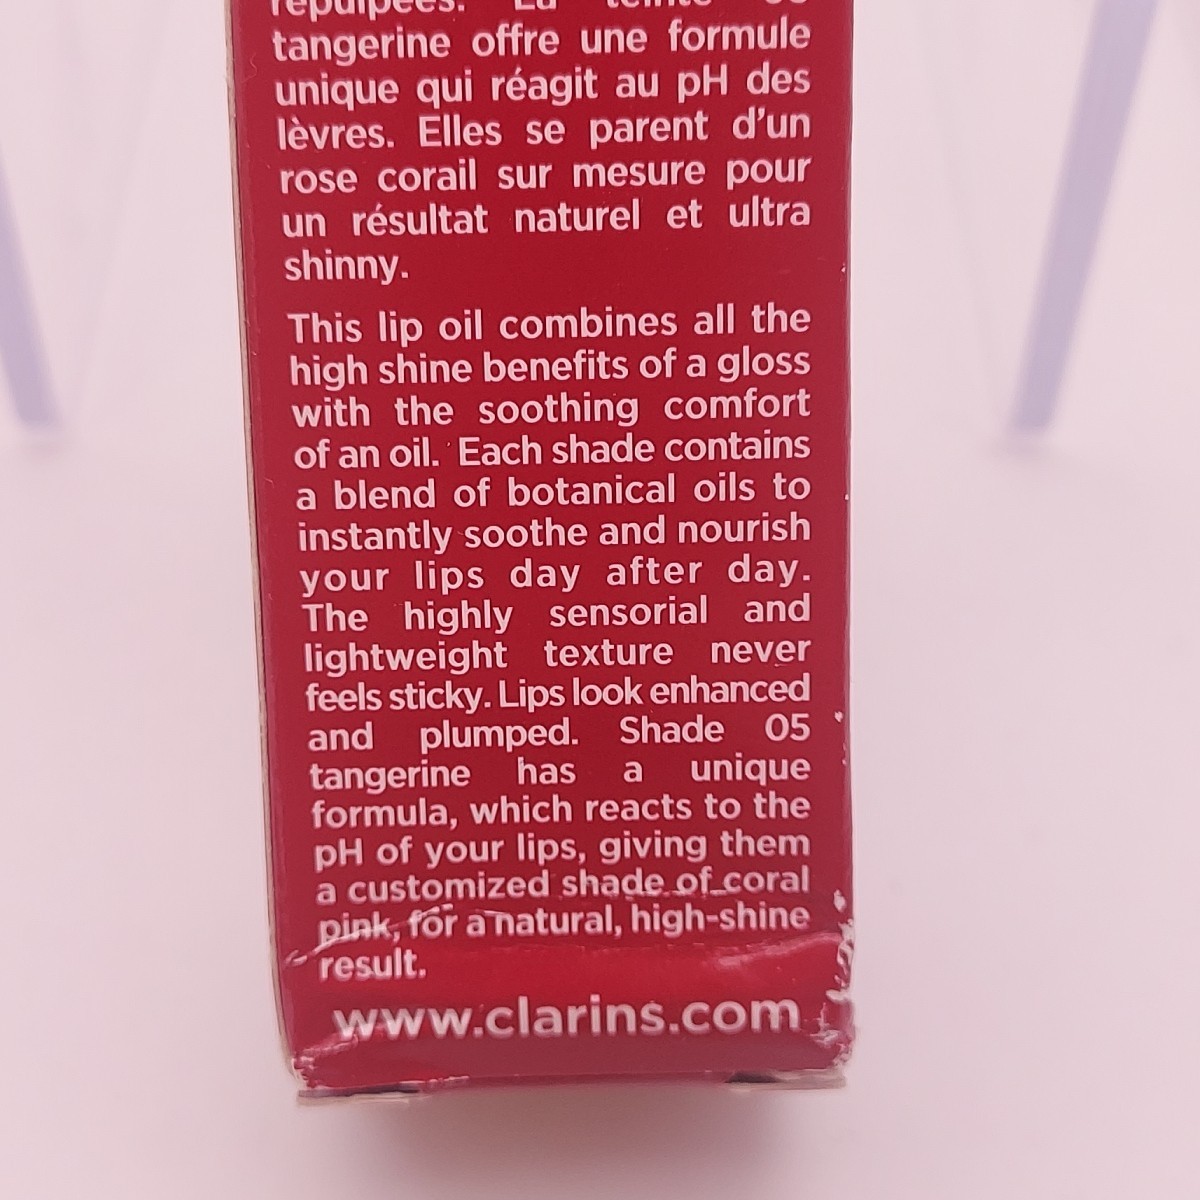 repulpées. La teinte 05
tangerine offre une formule
unique qui réagit au pH des
lèvres. Elles se parent d’un
rose corail sur mesure pour
un résultat naturel et ultra
shinny.
This lip oil combines all the
high shine benefits of a gloss
with the soothing comfort
of an oil. Each shade contains
a blend of botanical oils to
instantly soothe and nourish
your lips day after day.
The highly sensorial and
lightweight texture never
feels sticky. Lips look enhanced
and plumped. Shade 05
tangerine has a unique
formula, which reacts to the
pH of your lips, giving them
a customized shade of coral
pink, for a natural, high-shine
result.
www.clarins.com